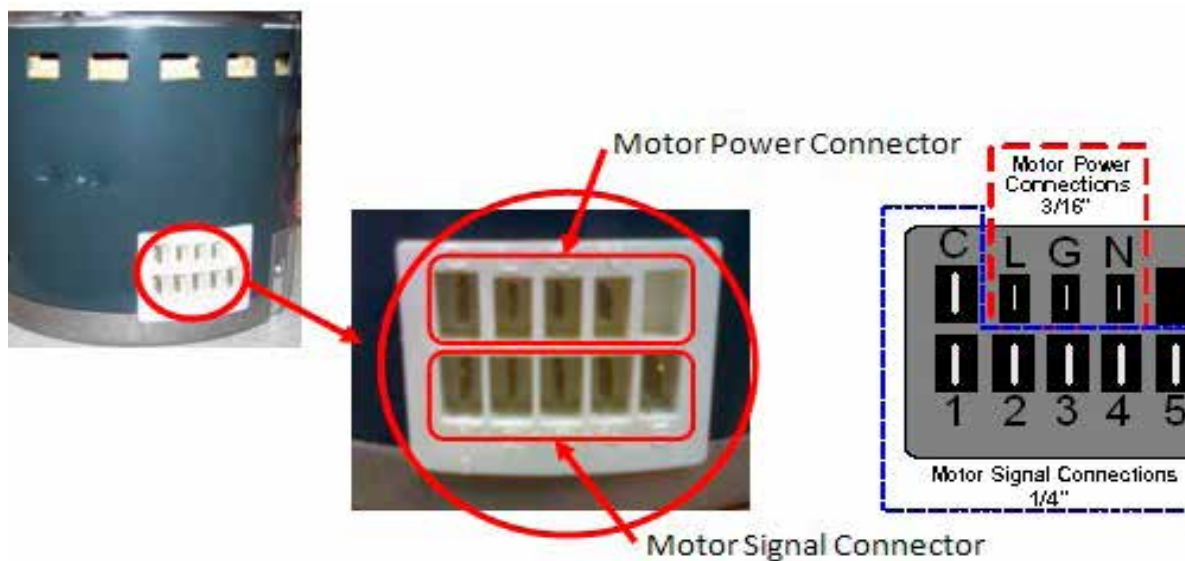 Motor Power Connector
Motor Power
Connections
3/16"
C L G N
1 2 3 4 5
Motor Signal Connections
1/4"
Motor Signal Connector